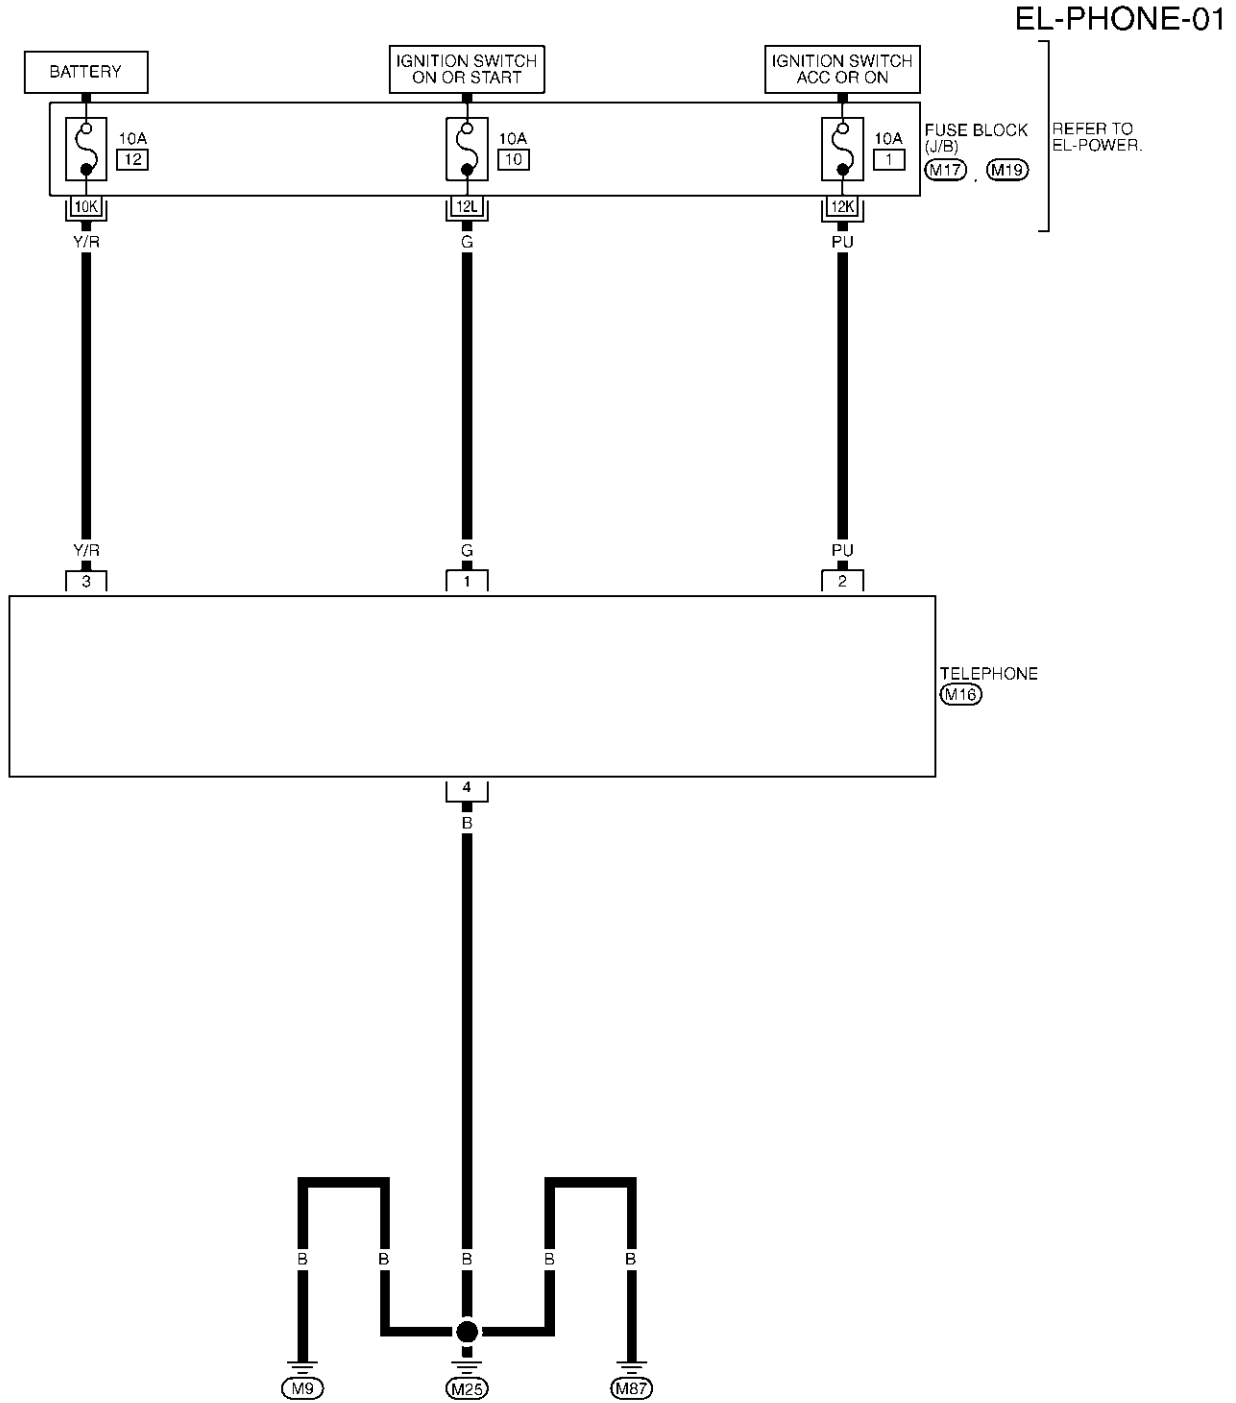 EL-PHONE-01
BATTERY
IGNITION SWITCH
ON OR START
IGNITION SWITCH
ACC OR ON
10A
12
10A
10
10A
1
FUSE BLOCK
(J/B)
M17 , M19
REFER TO
EL-POWER.
10K
12L
12K
Y/R
G
PU
Y/R
G
PU
3
1
2
TELEPHONE
M16
4
B
B
B
B
B
B
M9
M25
M87